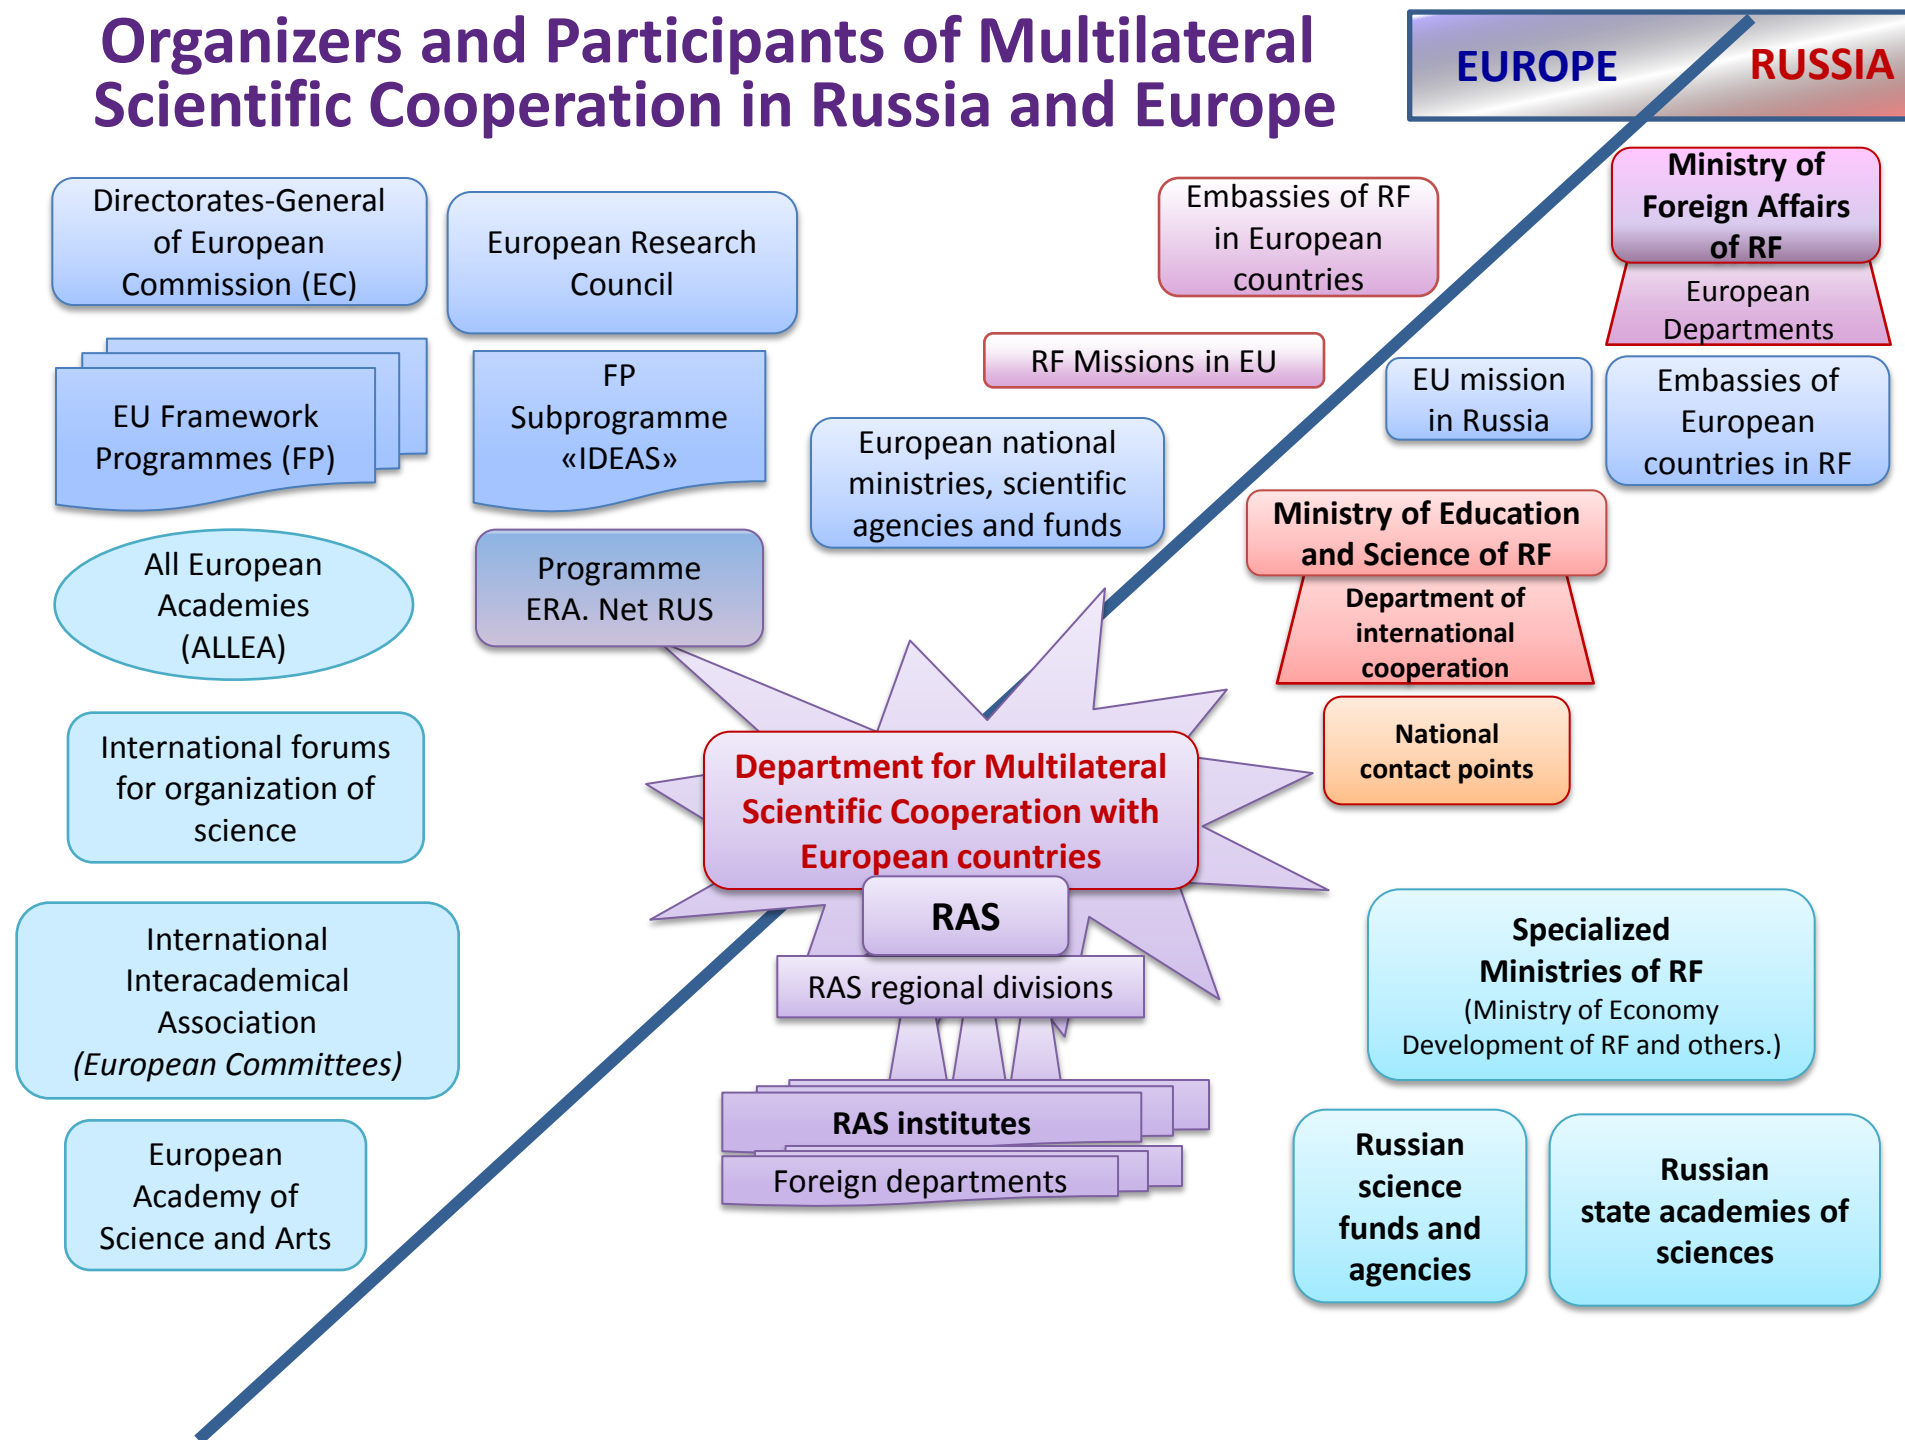 Organizers and Participants of Multilateral
Scientific Cooperation in Russia and Europe
EUROPE
RUSSIA
Directorates-General
of European
Commission (EC)
European Research
Council
Embassies of RF
in European
countries
Ministry of
Foreign Affairs
of RF
European
Departments
RF Missions in EU
EU mission
in Russia
Embassies of
European
countries in RF
EU Framework
Programmes (FP)
FP
Subprogramme
«IDEAS»
European national
ministries, scientific
agencies and funds
Ministry of Education
and Science of RF
Department of
international
cooperation
All European
Academies
(ALLEA)
Programme
ERA. Net RUS
National
contact points
International forums
for organization of
science
Department for Multilateral
Scientific Cooperation with
European countries
RAS
RAS regional divisions
RAS institutes
Foreign departments
International
Interacademical
Association
(European Committees)
Specialized
Ministries of RF
(Ministry of Economy
Development of RF and others.)
European
Academy of
Science and Arts
Russian
science
funds and
agencies
Russian
state academies of
sciences